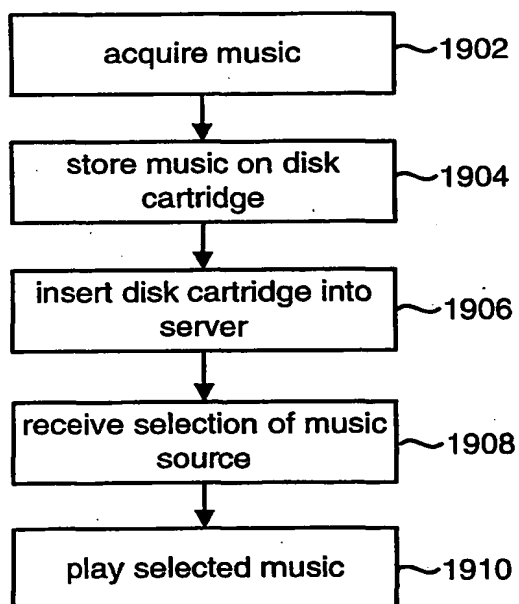 acquire music
1902
store music on disk
cartridge
1904
insert disk cartridge into
server
1906
receive selection of music
source
1908
play selected music
1910